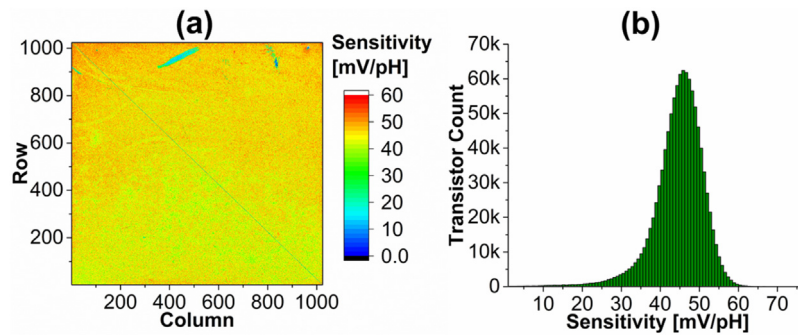 (a)
Sensitivity
[mV/pH]
1000
800
600
400
200
Row
200 400 600 800 1000
Column
60
50
40
30
20
10
0.0
(b)
70k
60k
50k
40k
30k
20k
10k
0
Transistor Count
10 20 30 40 50 60 70
Sensitivity [mV/pH]